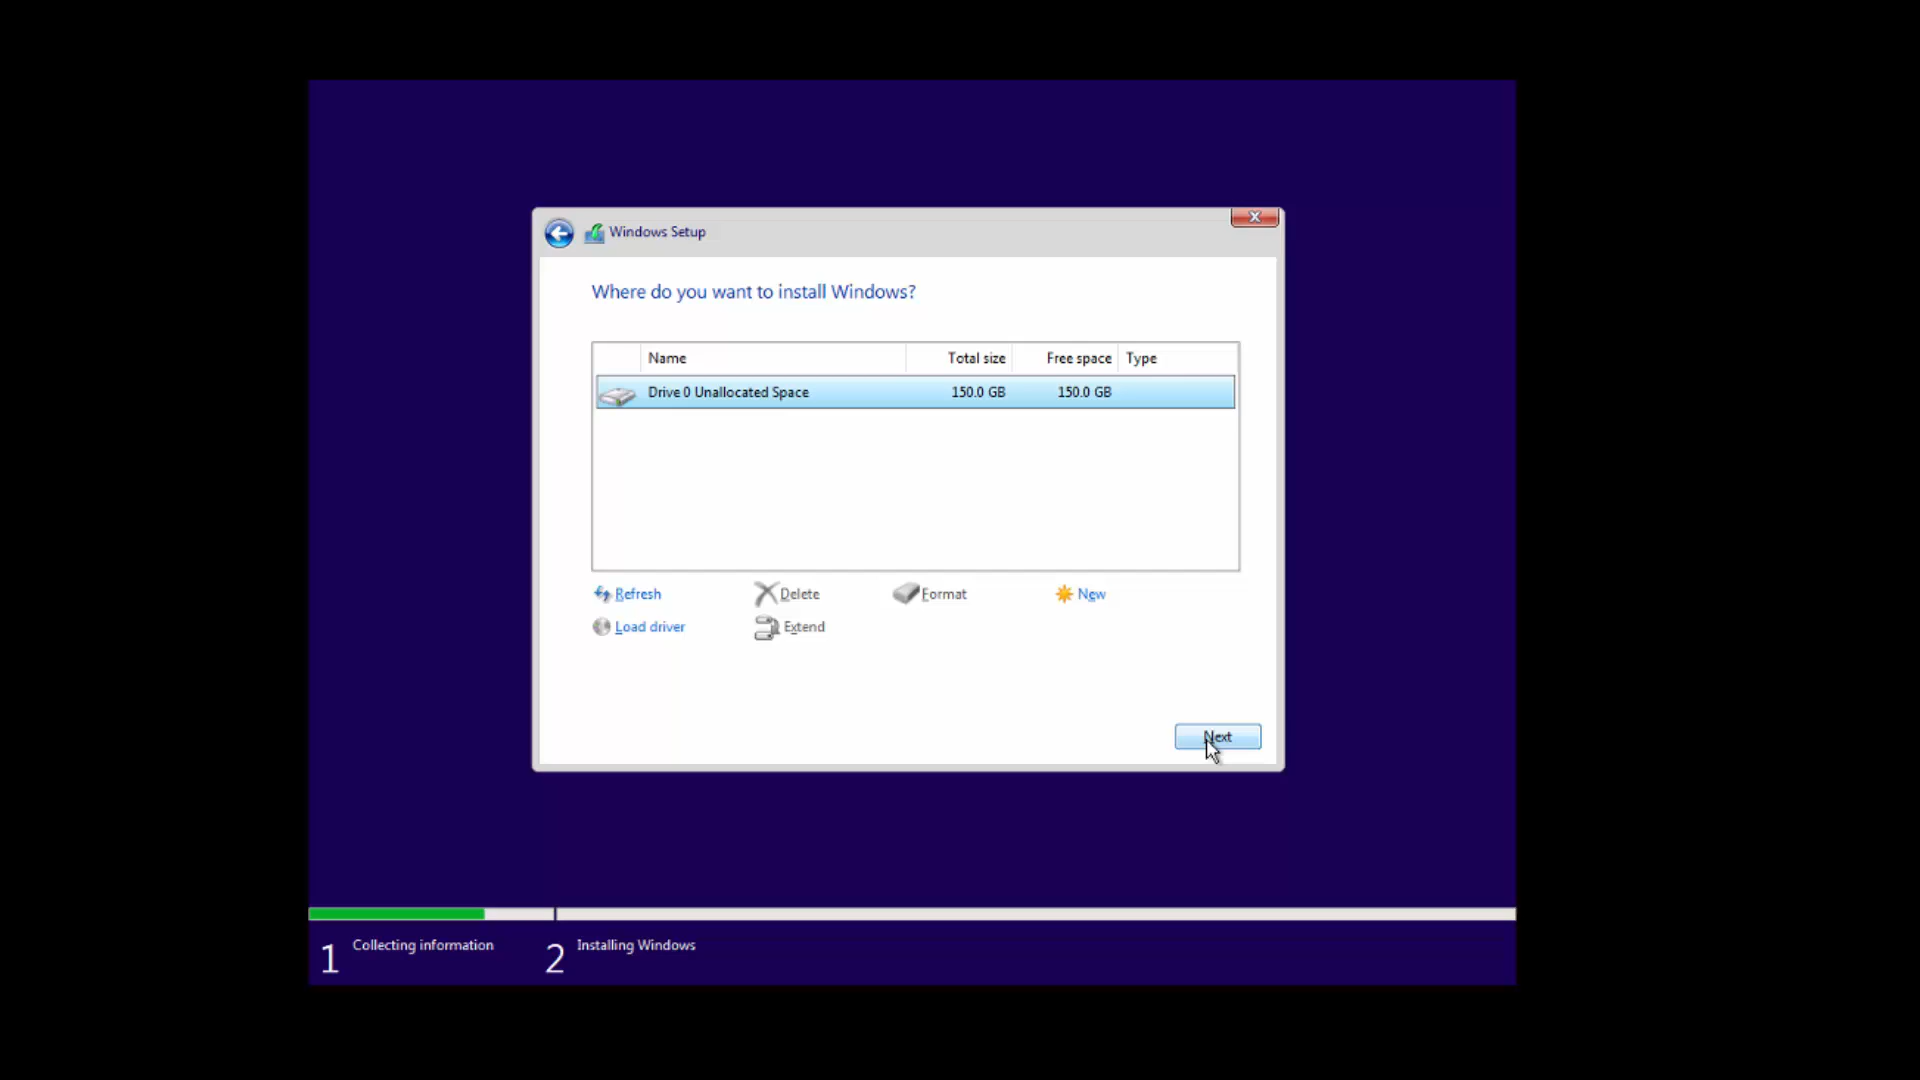 Windows Setup
X
Where do you want to install Windows?
Name Total size Free space Type
Drive 0 Unallocated Space 150.0 GB 150.0 GB
Refresh Delete Format New
Load driver Extend
Next
1 Collecting information 2 Installing Windows